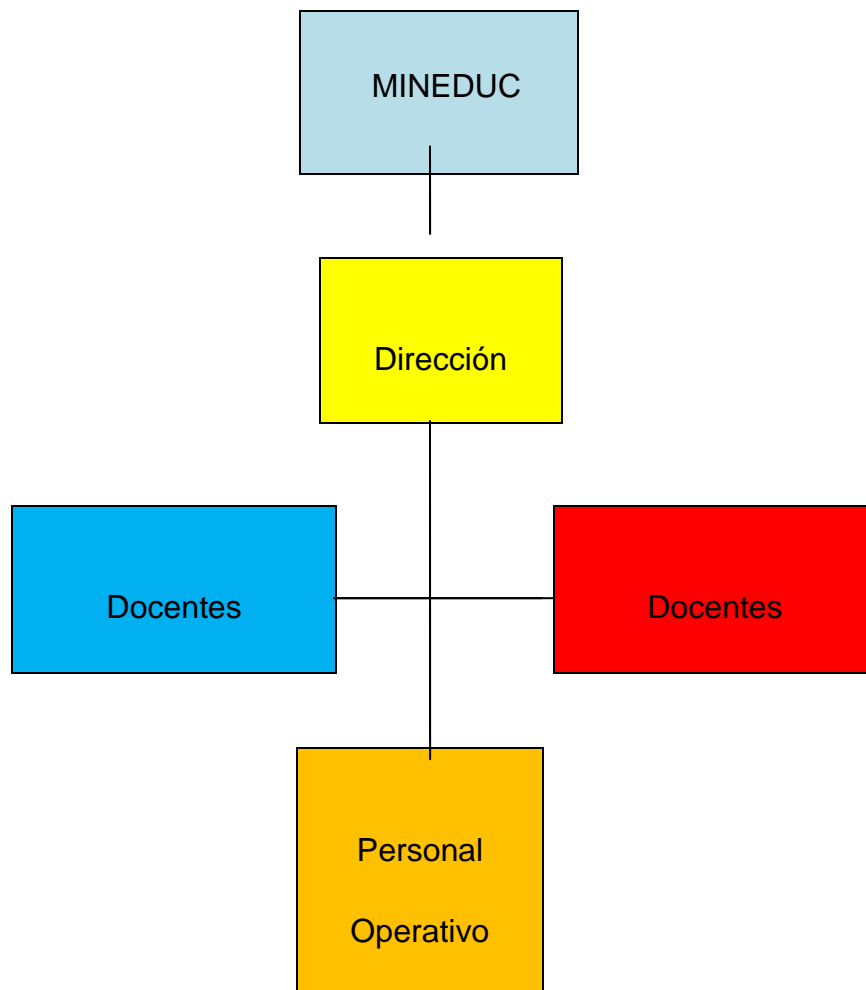 MINEDUC
Dirección
Docentes
Docentes
Personal
Operativo